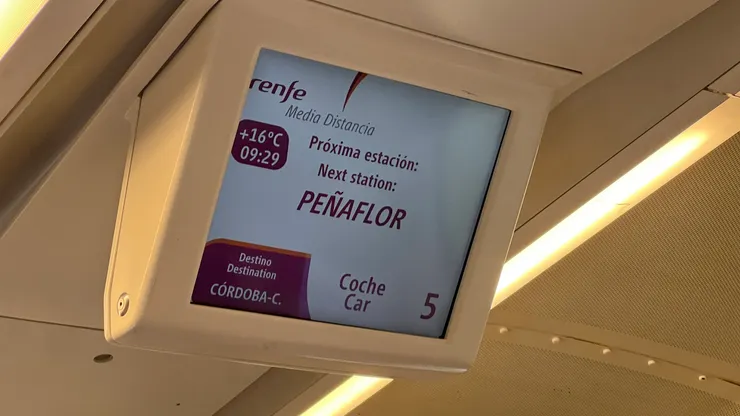 renfe
Media Distancia
+16°C
09:29
Próxima estación:
Next station:
PEÑAFLOR
Destino
Destination
CÓRDOBA-C.
Coche
Car
5